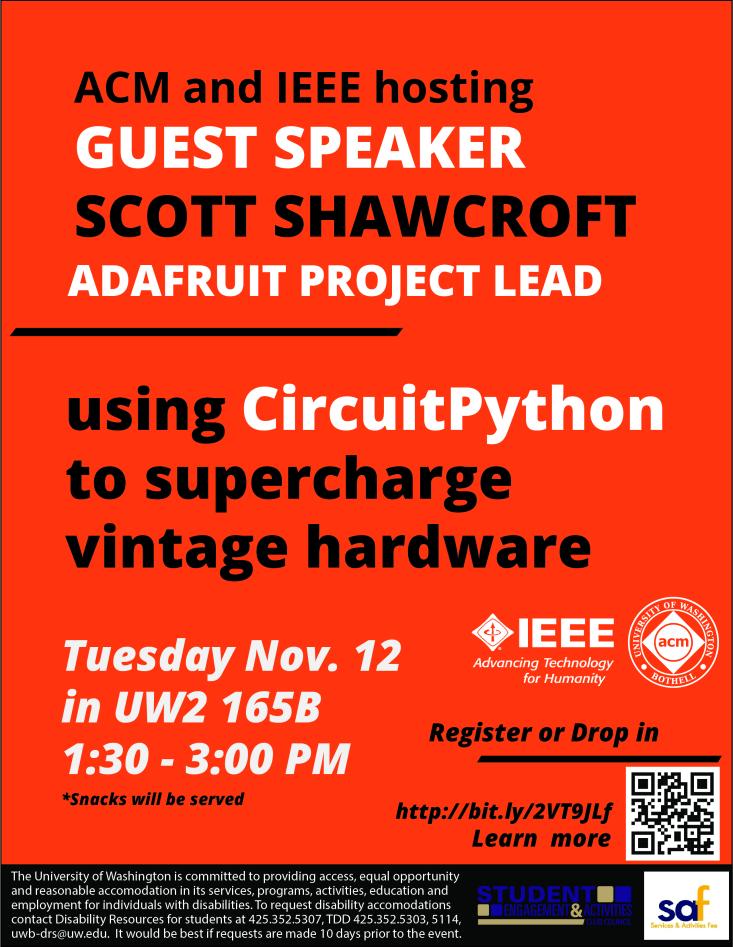 ACM and IEEE hosting
GUEST SPEAKER
SCOTT SHAWCROFT
ADAFRUIT PROJECT LEAD
using CircuitPython
to supercharge
vintage hardware
Tuesday Nov. 12
in UW2 165B
1:30 - 3:00 PM
*Snacks will be served
IEEE
Advancing Technology
for Humanity
UNIVERSITY OF WASHINGTON
acm
BOTHELL
Register or Drop in
http://bit.ly/2VT9JLf
Learn more
The University of Washington is committed to providing access, equal opportunity
and reasonable accomodation in its services, programs, activities, education and
employment for individuals with disabilities. To request disability accomodations
contact Disability Resources for students at 425.352.5307, TDD 425.352.5303, 5114,
uwb-drs@uw.edu. It would be best if requests are made 10 days prior to the event.
STUDENT
ENGAGEMENT & ACTIVITIES
CLUB COUNCIL
saf
Services & Activities Fee